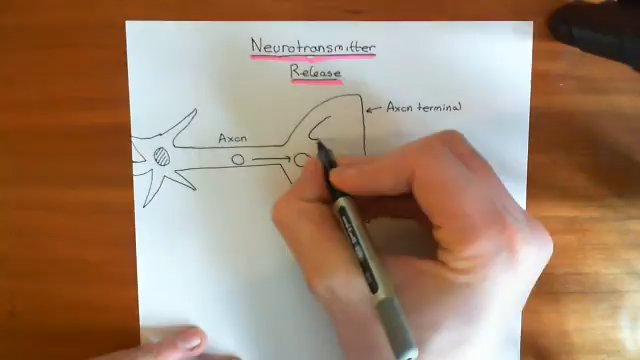 Neurotransmitter
Release
Axon terminal
Axon